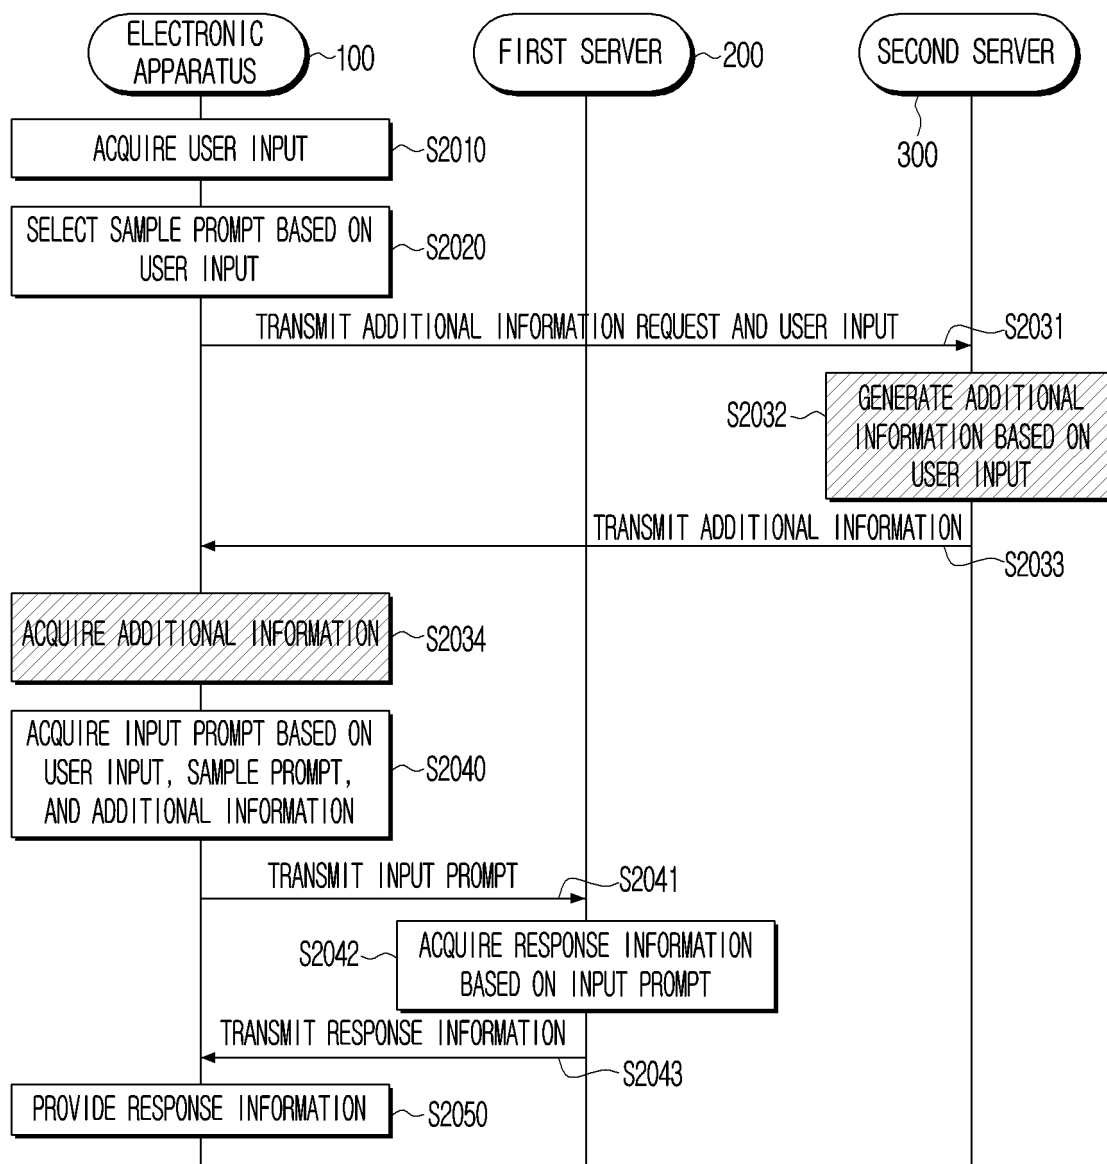 ELECTRONIC
APPARATUS
100
FIRST SERVER
200
SECOND SERVER
300
ACQUIRE USER INPUT
S2010
SELECT SAMPLE PROMPT BASED ON
USER INPUT
S2020
TRANSMIT ADDITIONAL INFORMATION REQUEST AND USER INPUT
S2031
GENERATE ADDITIONAL
INFORMATION BASED ON
USER INPUT
S2032
TRANSMIT ADDITIONAL INFORMATION
S2033
ACQUIRE ADDITIONAL INFORMATION
S2034
ACQUIRE INPUT PROMPT BASED ON
USER INPUT, SAMPLE PROMPT,
AND ADDITIONAL INFORMATION
S2040
TRANSMIT INPUT PROMPT
S2041
S2042
ACQUIRE RESPONSE INFORMATION
BASED ON INPUT PROMPT
TRANSMIT RESPONSE INFORMATION
S2043
PROVIDE RESPONSE INFORMATION
S2050